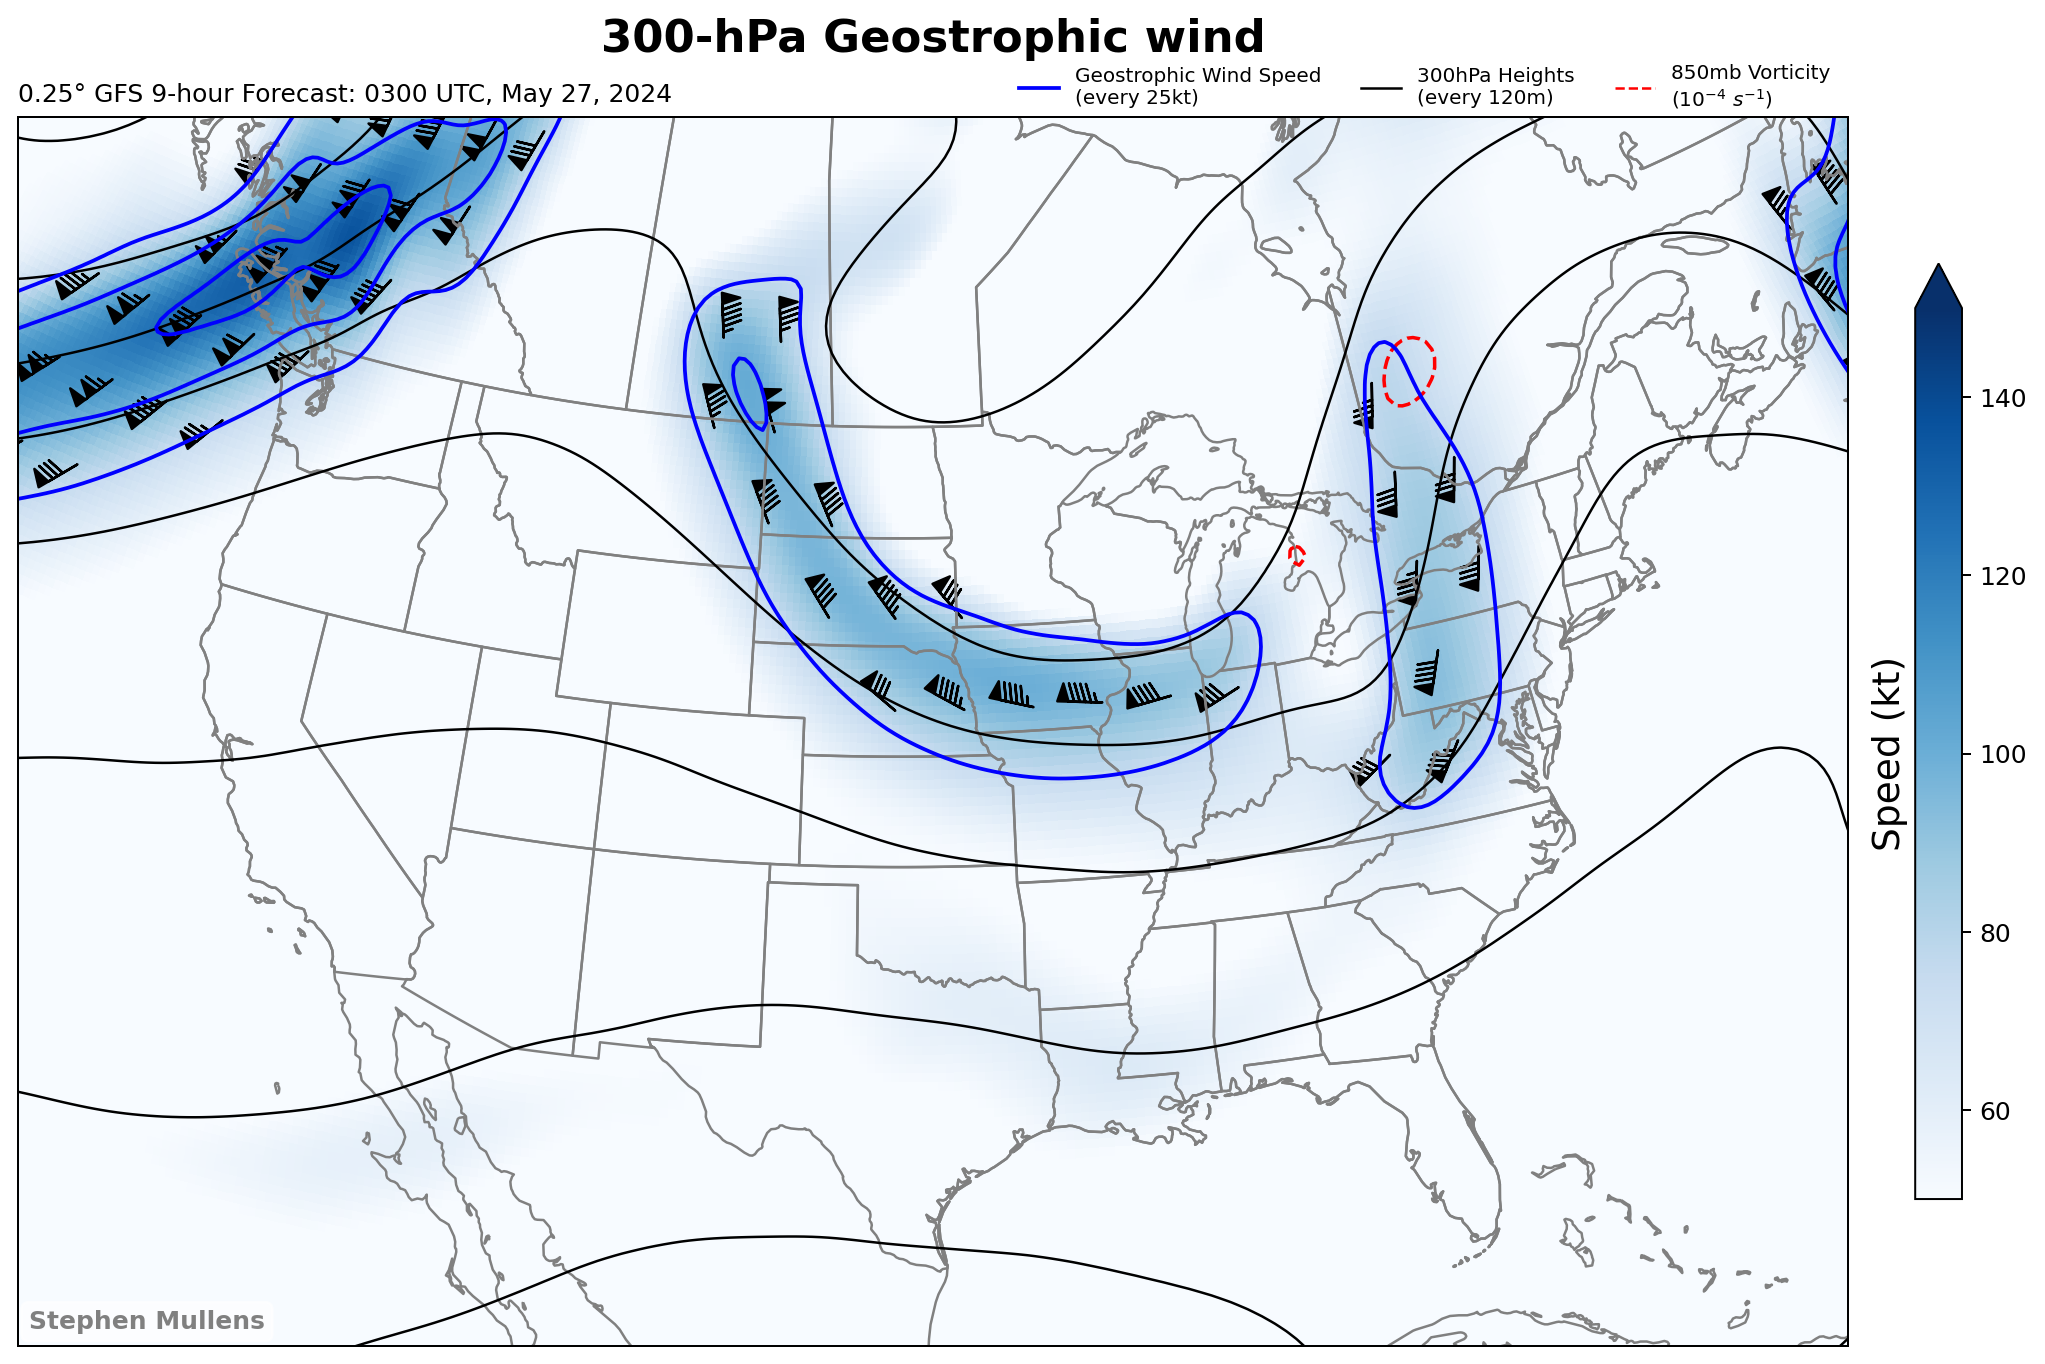 300-hPa Geostrophic wind
0.25° GFS 9-hour Forecast: 0300 UTC, May 27, 2024
Geostrophic Wind Speed
(every 25kt)
300hPa Heights
(every 120m)
850mb Vorticity
(10⁻⁴ s⁻¹)
140
120
100
80
60
Speed (kt)
Stephen Mullens